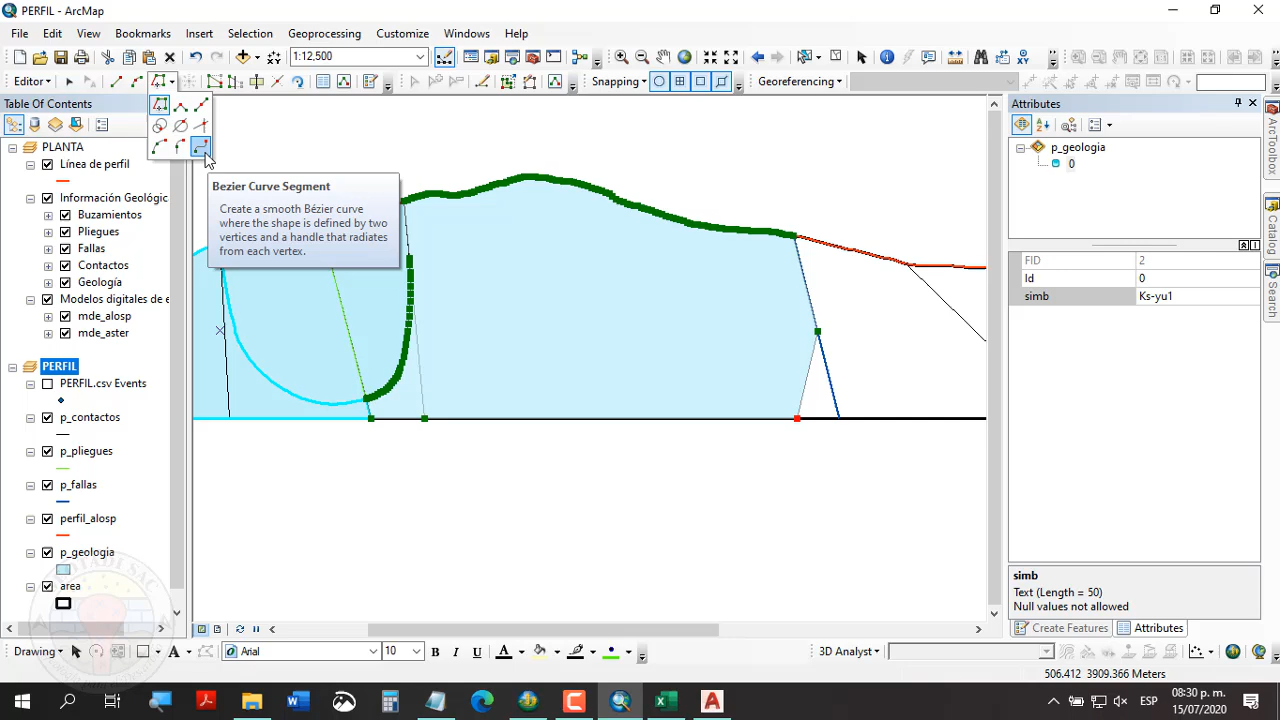 PERFIL - ArcMap
File Edit View Bookmarks Insert Selection Geoprocessing Customize Windows Help
1:12,500
Editor Snapping Georeferencing
Table Of Contents
PLANTA
Línea de perfil
Información Geológic
Buzamientos
Pliegues
Fallas
Contactos
Geología
Modelos digitales de e
mde_alosp
mde_aster
PERFIL
PERFIL.csv Events
p_contactos
p_pliegues
p_fallas
perfil_alosp
p_geologia
area
Bezier Curve Segment
Create a smooth Bézier curve
where the shape is defined by two
vertices and a handle that radiates
from each vertex.
Attributes
p_geologia
0
FID 2
Id 0
simb Ks-yu1
simb
Text (Length = 50)
Null values not allowed
Create Features Attributes
ArcToolbox
Catalog
Search
Drawing Arial 10 B I U A 3D Analyst
506.412 3909.366 Meters
ESP
08:30 p. m.
15/07/2020